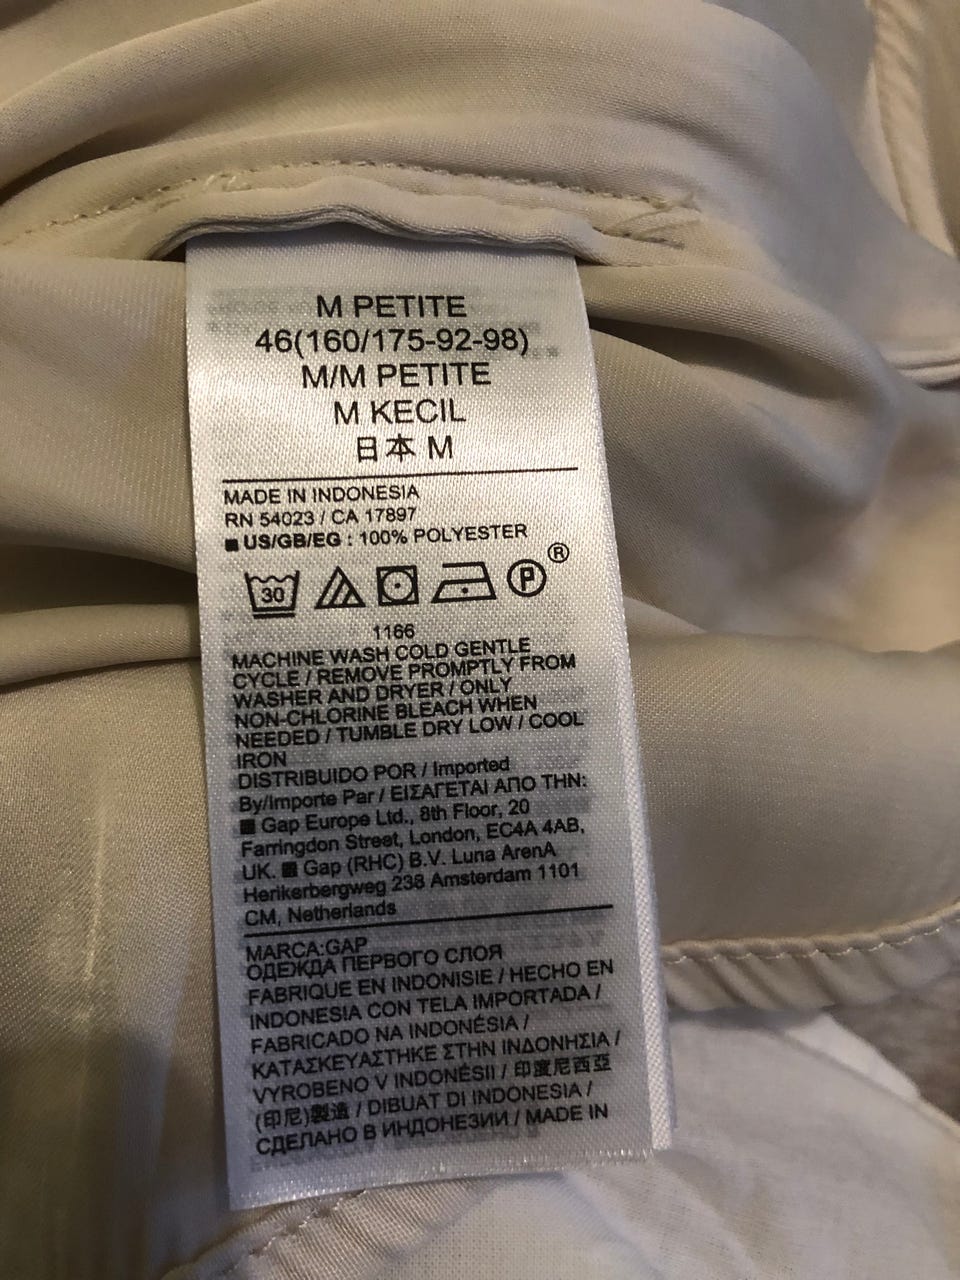 M PETITE
46(160/175-92-98)
M/M PETITE
M KECIL
日本 M
MADE IN INDONESIA
RN 54023 / CA 17897
■ US/GB/EG : 100% POLYESTER
30 P ®
1166
MACHINE WASH COLD GENTLE
CYCLE / REMOVE PROMPTLY FROM
WASHER AND DRYER / ONLY
NON-CHLORINE BLEACH WHEN
NEEDED / TUMBLE DRY LOW / COOL
IRON
DISTRIBUIDO POR / Imported
By/Importe Par / ΕΙΣΑΓΕΤΑΙ ΑΠΟ ΤΗΝ:
■ Gap Europe Ltd., 8th Floor, 20
Farringdon Street, London, EC4A 4AB,
UK. ■ Gap (RHC) B.V. Luna ArenA
Herikerbergweg 238 Amsterdam 1101
CM, Netherlands
MARCA:GAP
ОДЕЖДА ПЕРВОГО СЛОЯ
FABRIQUE EN INDONISIE / HECHO EN
INDONESIA CON TELA IMPORTADA /
FABRICADO NA INDONÉSIA /
ΚΑΤΑΣΚΕΥΑΣΤΗΚΕ ΣΤΗΝ ΙΝΔΟΝΗΣΙΑ /
VYROBENO V INDONÉSII / 印度尼西亞
(印尼)製造 / DIBUAT DI INDONESIA /
СДЕЛАНО В ИНДОНЕЗИИ / MADE IN